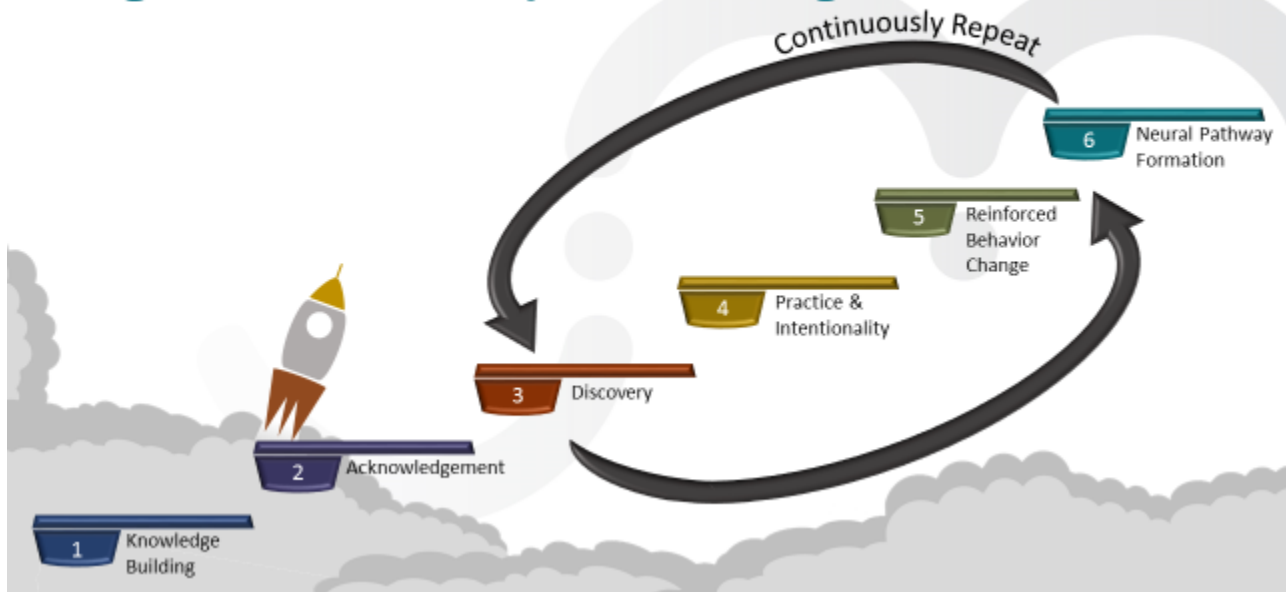 Continuously Repeat
6
Neural Pathway
Formation
5
Reinforced
Behavior
Change
4
Practice &
Intentionality
3
Discovery
2
Acknowledgement
1
Knowledge
Building